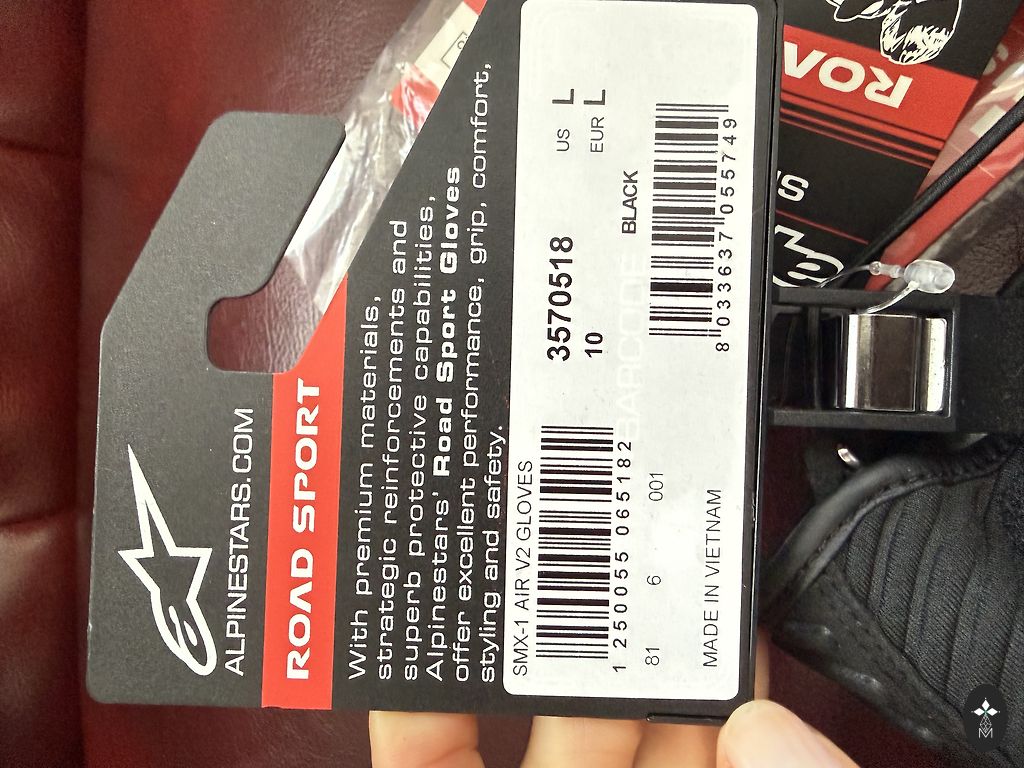 ALPINESTARS.COM
ROAD SPORT
With premium materials,
strategic reinforcements and
superb protective capabilities,
Alpinestars' Road Sport Gloves
offer excellent performance, grip, comfort,
styling and safety.
SMX-1 AIR V2 GLOVES
US L
3570518
EUR L
10
BLACK
1 250055 065182
BARCODE
81 6 001
8 033637 055749
MADE IN VIETNAM
ROA